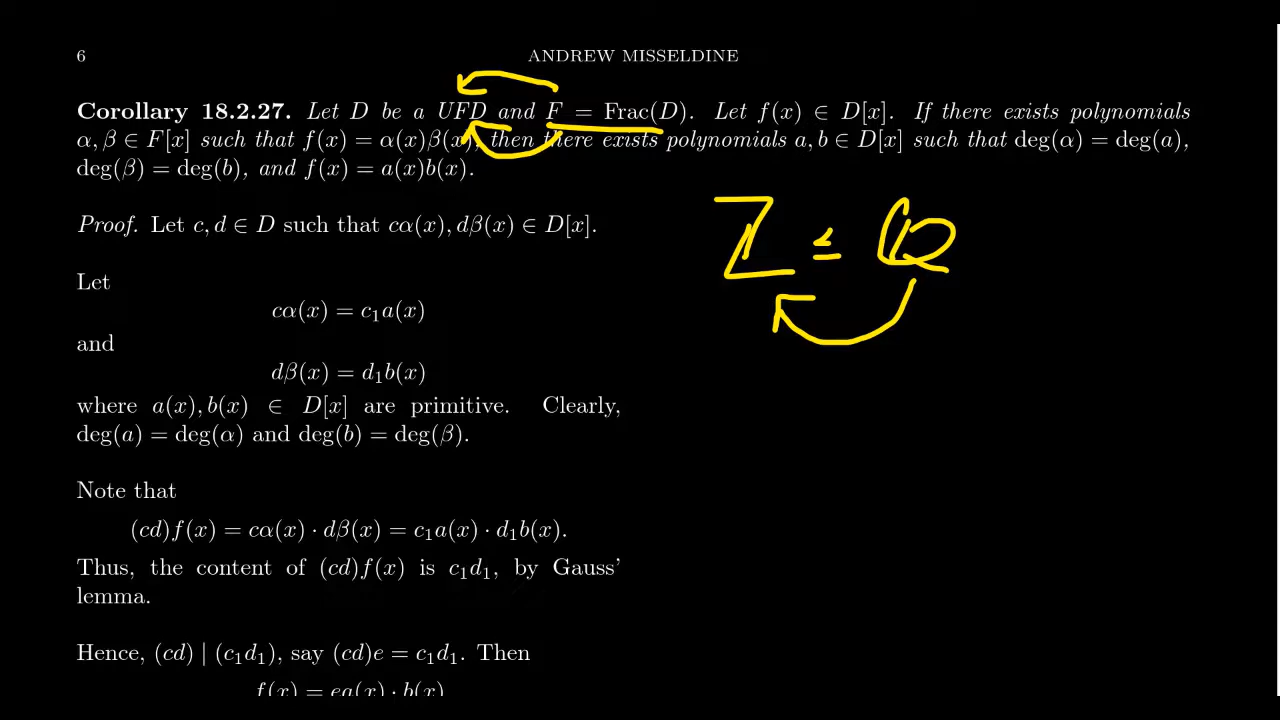 6 ANDREW MISSELDINE
Corollary 18.2.27. Let D be a UFD and F = Frac(D). Let f(x) ∈ D[x]. If there exists polynomials
α, β ∈ F[x] such that f(x) = α(x)β(x), then there exists polynomials a, b ∈ D[x] such that deg(α) = deg(a),
deg(β) = deg(b), and f(x) = a(x)b(x).
Proof. Let c, d ∈ D such that cα(x), dβ(x) ∈ D[x].
ℤ ≤ ℚ
Let
cα(x) = c₁a(x)
and
dβ(x) = d₁b(x)
where a(x), b(x) ∈ D[x] are primitive. Clearly,
deg(a) = deg(α) and deg(b) = deg(β).
Note that
(cd)f(x) = cα(x) · dβ(x) = c₁a(x) · d₁b(x).
Thus, the content of (cd)f(x) is c₁d₁, by Gauss'
lemma.
Hence, (cd) | (c₁d₁), say (cd)e = c₁d₁. Then
f(x) = ea(x) · b(x)